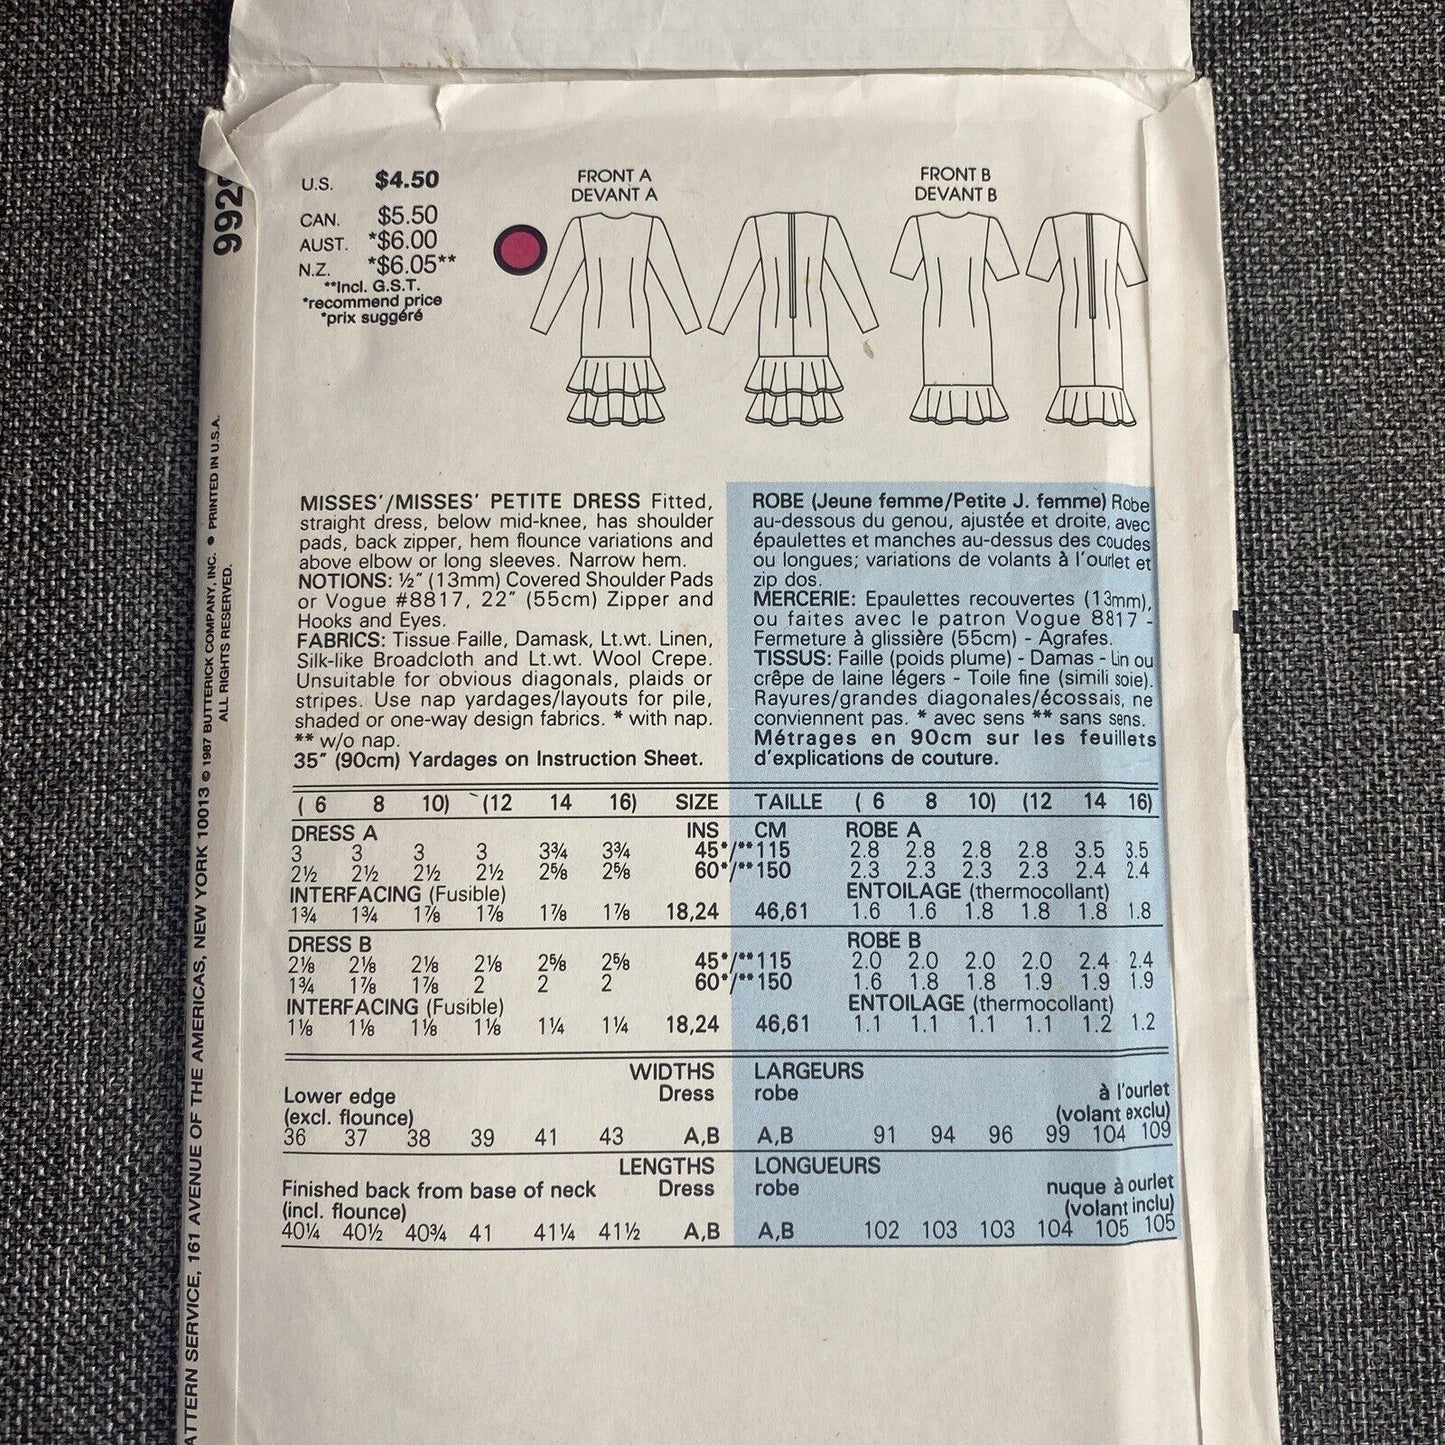 U.S. $4.50
CAN. $5.50
AUST. *$6.00
N.Z. *$6.05**
**Incl. G.S.T.
*recommend price
*prix suggéré
FRONT A
DEVANT A
FRONT B
DEVANT B
MISSES'/MISSES' PETITE DRESS Fitted,
straight dress, below mid-knee, has shoulder
pads, back zipper, hem flounce variations and
above elbow or long sleeves. Narrow hem.
NOTIONS: ½" (13mm) Covered Shoulder Pads
or Vogue #8817, 22" (55cm) Zipper and
Hooks and Eyes.
FABRICS: Tissue Faille, Damask, Lt.wt. Linen,
Silk-like Broadcloth and Lt.wt. Wool Crepe.
Unsuitable for obvious diagonals, plaids or
stripes. Use nap yardages/layouts for pile,
shaded or one-way design fabrics. * with nap.
** w/o nap.
35" (90cm) Yardages on Instruction Sheet.
ROBE (Jeune femme/Petite J. femme) Robe
au-dessous du genou, ajustée et droite, avec
épaulettes et manches au-dessus des coudes
ou longues; variations de volants à l'ourlet et
zip dos.
MERCERIE: Epaulettes recouvertes (13mm),
ou faites avec le patron Vogue 8817 -
Fermeture à glissière (55cm) - Agrafes.
TISSUS: Faille (poids plume) - Damas - Lin ou
crêpe de laine légers - Toile fine (simili soie).
Rayures/grandes diagonales/écossais, ne
conviennent pas. * avec sens ** sans sens.
Métrages en 90cm sur les feuillets
d'explications de couture.
( 6 8 10) (12 14 16) SIZE TAILLE ( 6 8 10) (12 14 16)
DRESS A INS CM ROBE A
3 3 3 3 3¾ 3¾ 45*/**115 2.8 2.8 2.8 2.8 3.5 3.5
2½ 2½ 2½ 2½ 2⅝ 2⅝ 60*/**150 2.3 2.3 2.3 2.3 2.4 2.4
INTERFACING (Fusible) ENTOILAGE (thermocollant)
1¾ 1¾ 1⅞ 1⅞ 1⅞ 1⅞ 18,24 46,61 1.6 1.6 1.8 1.8 1.8 1.8
DRESS B ROBE B
2⅛ 2⅛ 2⅛ 2⅛ 2⅝ 2⅝ 45*/**115 2.0 2.0 2.0 2.0 2.4 2.4
1¾ 1⅞ 1⅞ 2 2 2 60*/**150 1.6 1.8 1.8 1.9 1.9 1.9
INTERFACING (Fusible) ENTOILAGE (thermocollant)
1⅛ 1⅛ 1⅛ 1⅛ 1¼ 1¼ 18,24 46,61 1.1 1.1 1.1 1.1 1.2 1.2
WIDTHS LARGEURS
Lower edge Dress robe à l'ourlet
(excl. flounce) (volant exclu)
36 37 38 39 41 43 A,B A,B 91 94 96 99 104 109
LENGTHS LONGUEURS
Finished back from base of neck Dress robe nuque à ourlet
(incl. flounce) (volant inclu)
40¼ 40½ 40¾ 41 41¼ 41½ A,B A,B 102 103 103 104 105 105
992
ATTERN SERVICE, 161 AVENUE OF THE AMERICAS, NEW YORK 10013 © 1987 BUTTERICK COMPANY, INC. • PRINTED IN U.S.A.
ALL RIGHTS RESERVED.